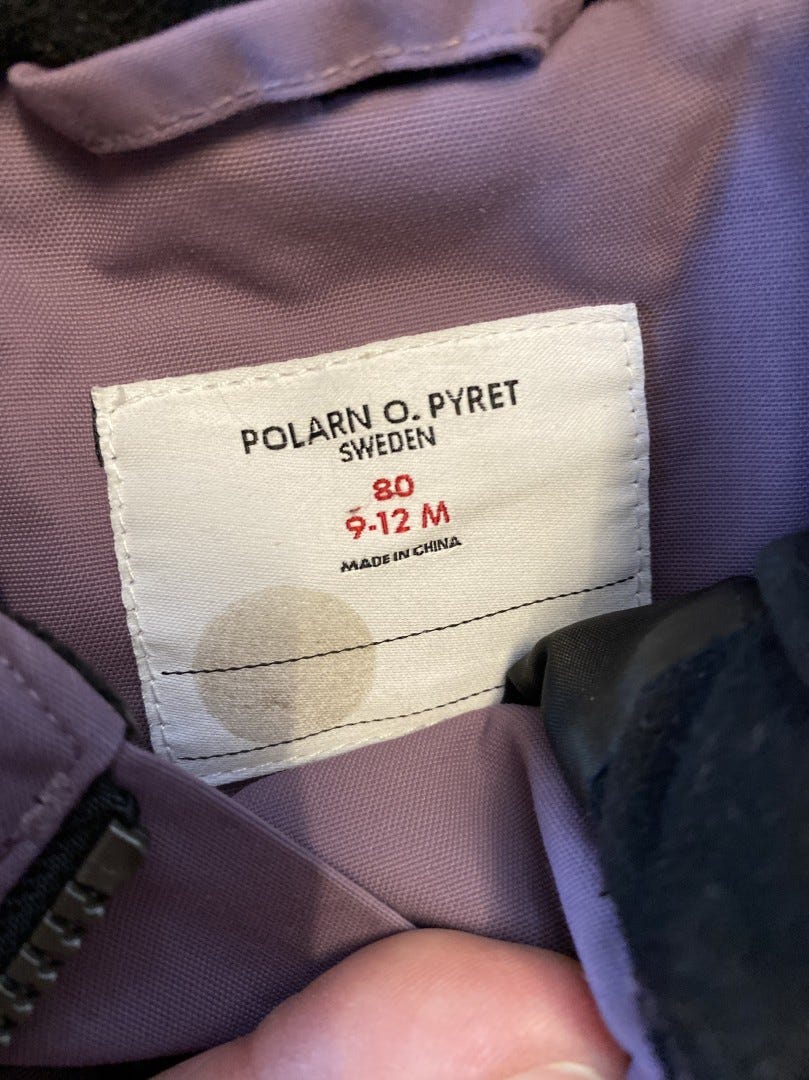 POLARN O. PYRET
SWEDEN
80
9-12 M
MADE IN CHINA